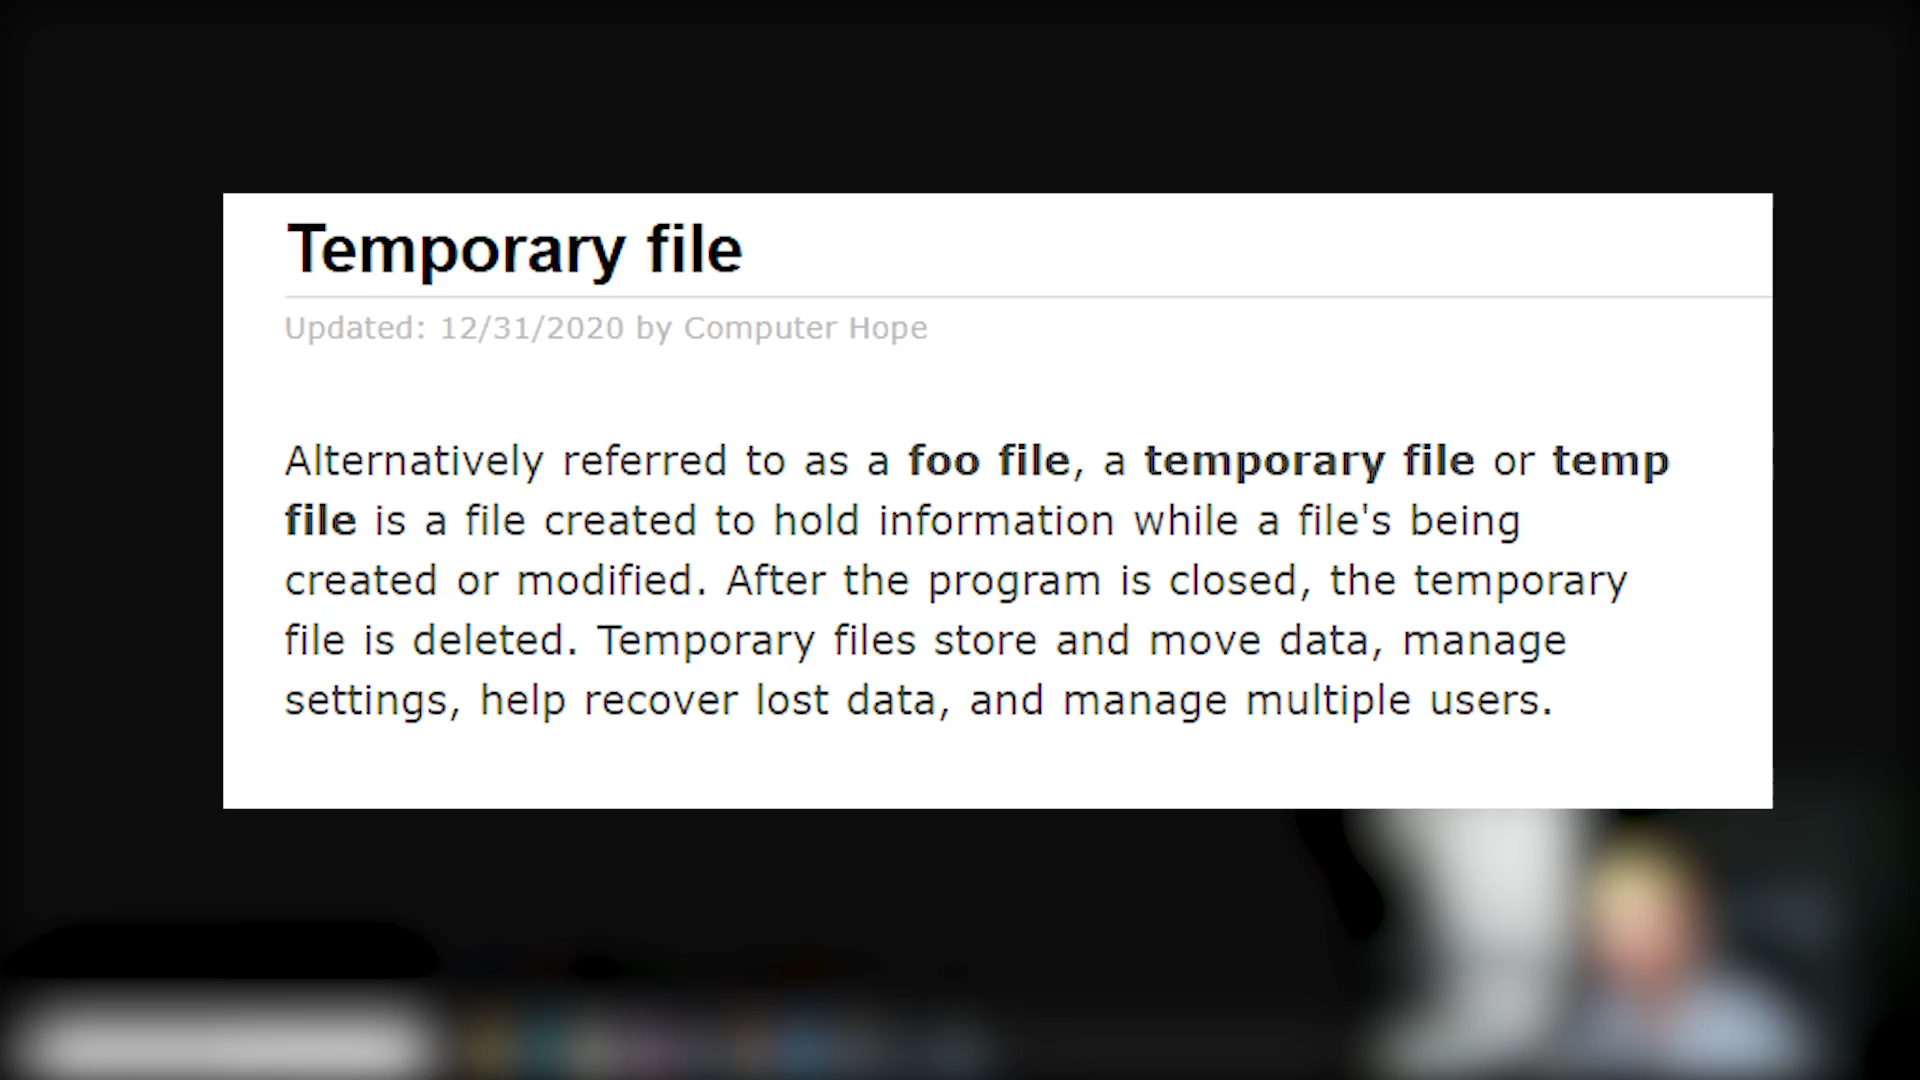 Temporary file
Updated: 12/31/2020 by Computer Hope
Alternatively referred to as a foo file, a temporary file or temp
file is a file created to hold information while a file's being
created or modified. After the program is closed, the temporary
file is deleted. Temporary files store and move data, manage
settings, help recover lost data, and manage multiple users.